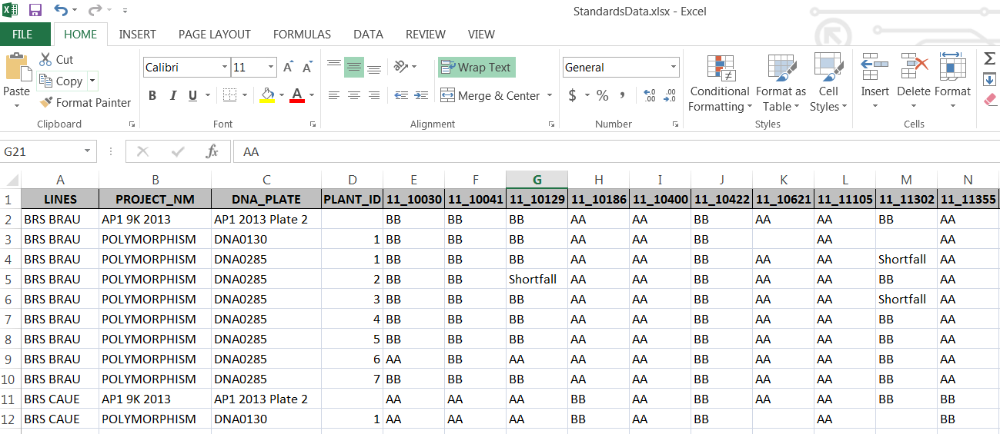 StandardsData.xlsx - Excel
FILE HOME INSERT PAGE LAYOUT FORMULAS DATA REVIEW VIEW
Paste
Cut
Copy
Format Painter
Clipboard
Calibri 11 A A
B I U A
Font
Wrap Text
Merge & Center
Alignment
General
$ % , .0 .00 .00 .0
Number
Conditional Formatting
Format as Table
Cell Styles
Styles
Insert Delete Format
Cells
G21 fx AA
A B C D E F G H I J K L M N
1 LINES PROJECT_NM DNA_PLATE PLANT_ID 11_10030 11_10041 11_10129 11_10186 11_10400 11_10422 11_10621 11_11105 11_11302 11_11355
2 BRS BRAU AP1 9K 2013 AP1 2013 Plate 2 BB BB BB AA AA BB AA AA BB AA
3 BRS BRAU POLYMORPHISM DNA0130 1 BB BB BB AA AA BB AA AA
4 BRS BRAU POLYMORPHISM DNA0285 1 BB BB BB AA AA BB AA AA Shortfall AA
5 BRS BRAU POLYMORPHISM DNA0285 2 BB BB Shortfall AA AA BB AA AA BB AA
6 BRS BRAU POLYMORPHISM DNA0285 3 BB BB BB AA AA BB AA AA Shortfall AA
7 BRS BRAU POLYMORPHISM DNA0285 4 BB BB BB AA AA BB AA AA BB AA
8 BRS BRAU POLYMORPHISM DNA0285 5 BB BB BB AA AA BB AA AA BB AA
9 BRS BRAU POLYMORPHISM DNA0285 6 AA BB AA AA AA BB AA AA BB AA
10 BRS BRAU POLYMORPHISM DNA0285 7 BB BB BB AA AA BB AA AA BB AA
11 BRS CAUE AP1 9K 2013 AP1 2013 Plate 2 AA AA AA BB AA BB AA AA BB BB
12 BRS CAUE POLYMORPHISM DNA0130 1 AA AA AA BB AA BB AA BB